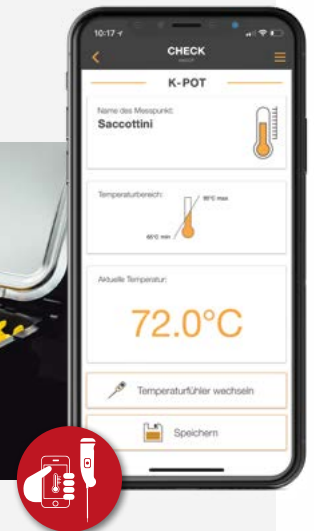 10:17
CHECK
K-POT
Name des Messpunkt:
Saccottini
Temperaturbereich:
90°C max
65°C min
Aktuelle Temperatur:
72.0°C
Temperaturfühler wechseln
Speichern